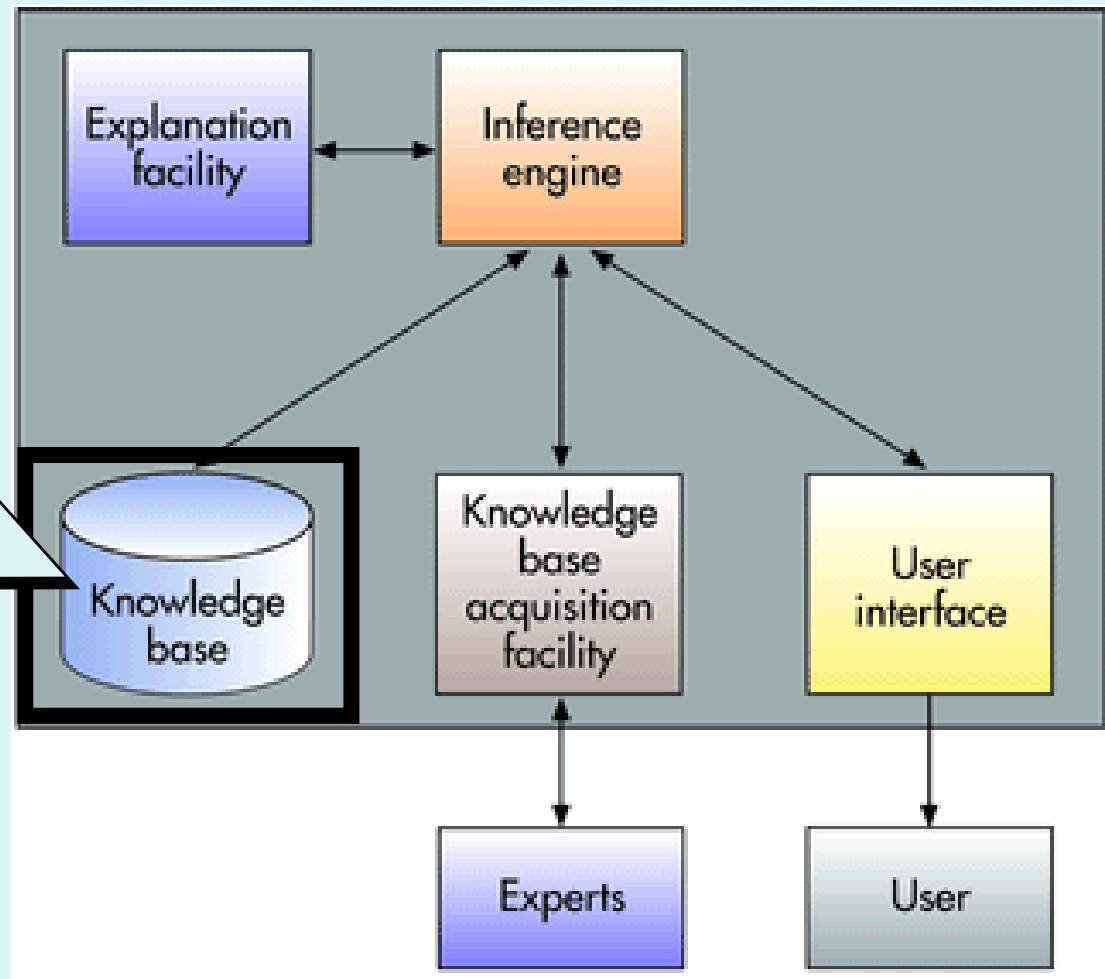 Explanation
facility
Inference
engine
Knowledge
base
Knowledge
base
acquisition
facility
User
interface
Experts
User